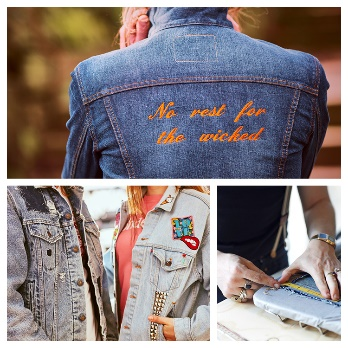 No rest for
the wicked